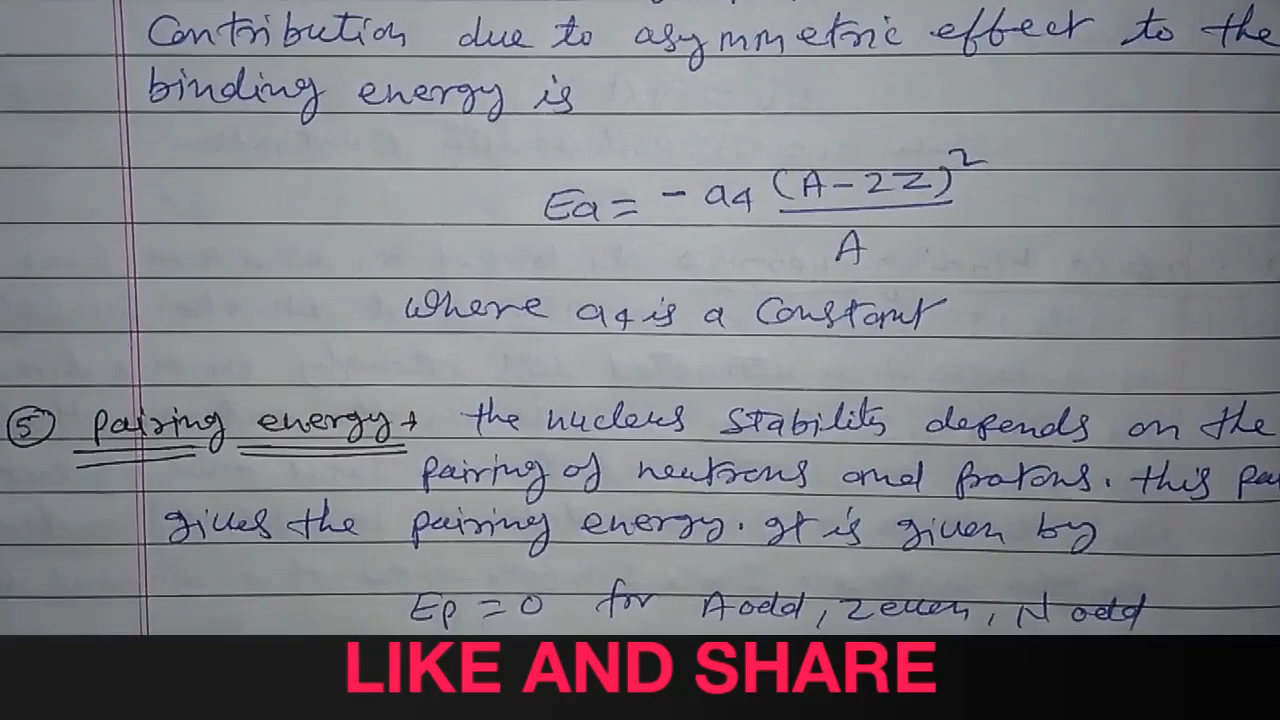 Contribution due to asymmetric effect to the
binding energy is
Ea = - a4 (A-2Z)²
A
where a4 is a constant
(5) pairing energy → the nucleus stability depends on the
pairing of neutrons and protons. this
gives the pairing energy. It is given by
Ep = 0 for A odd, Z even, N odd
LIKE AND SHARE